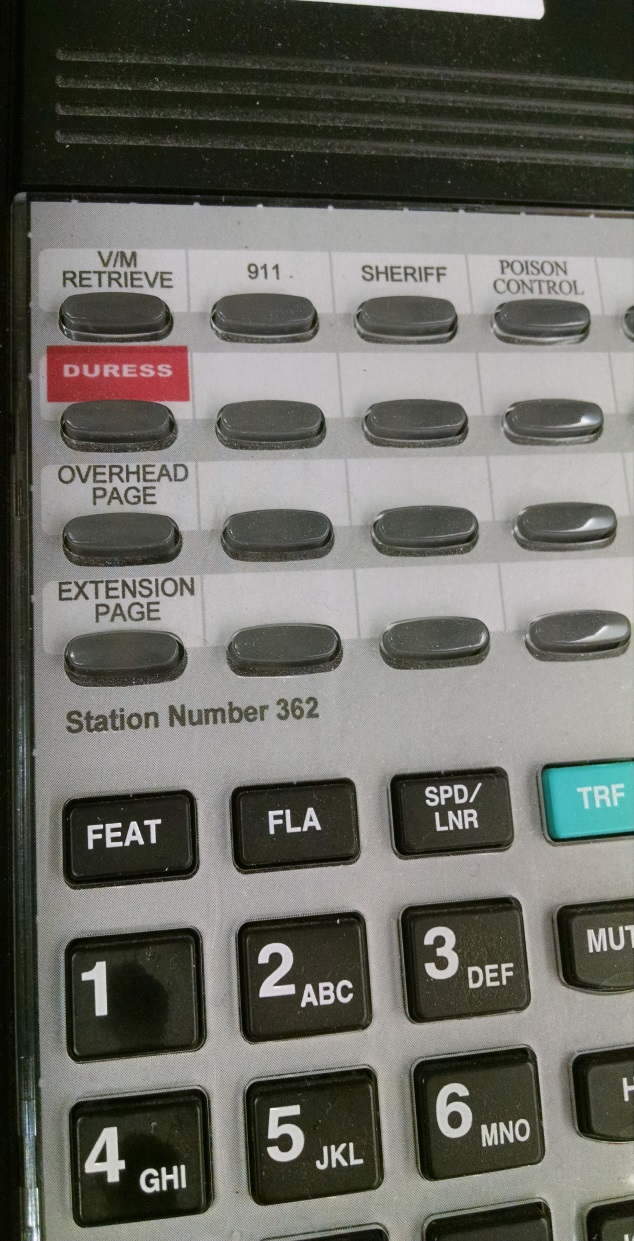 V/M
RETRIEVE
911
SHERIFF
POISON
CONTROL
DURESS
OVERHEAD
PAGE
EXTENSION
PAGE
Station Number 362
FEAT
FLA
SPD/
LNR
TRF
1
2 ABC
3 DEF
MUT
4 GHI
5 JKL
6 MNO
H